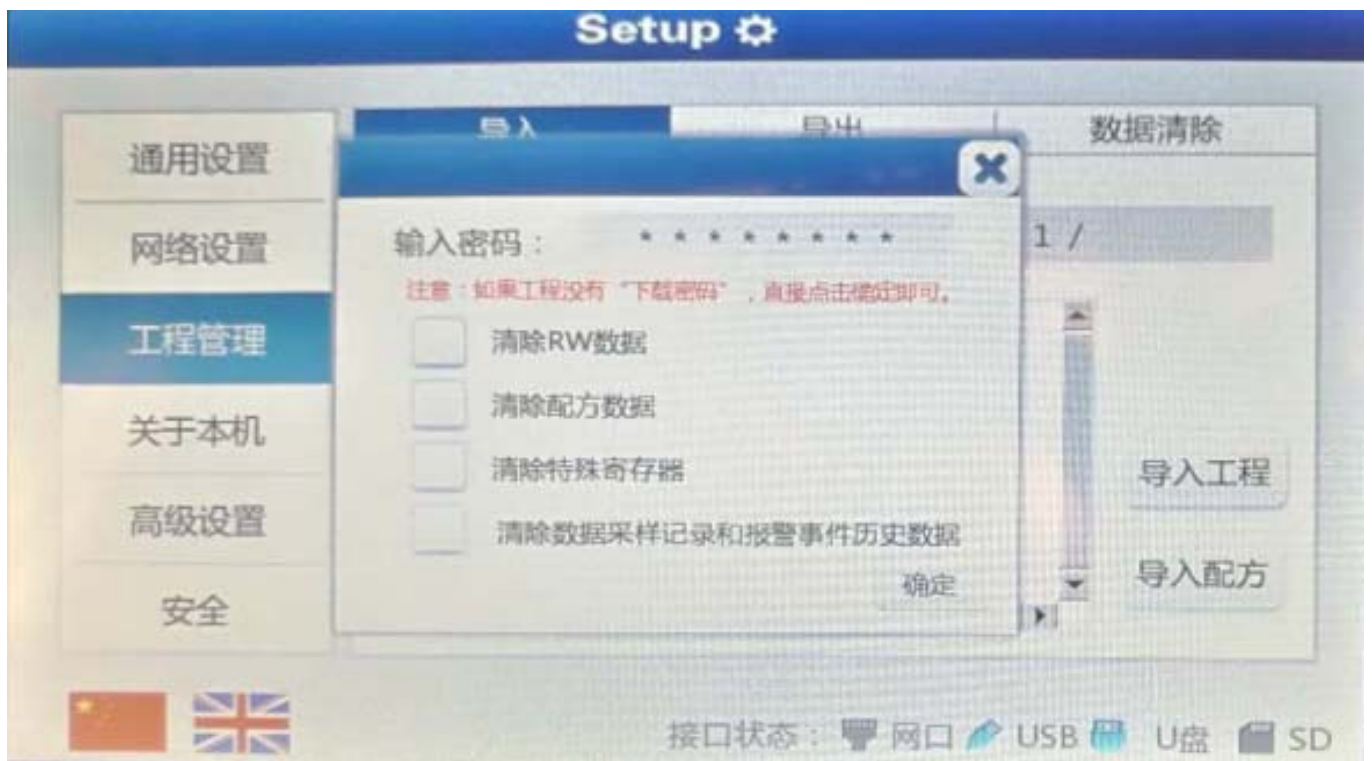 Setup
通用设置
网络设置
工程管理
关于本机
高级设置
安全
导入
导出
数据清除
输入密码： ********
1 /
注意：如果工程没有“下载密码”，直接点击确定即可。
清除RW数据
清除配方数据
清除特殊寄存器
清除数据采样记录和报警事件历史数据
确定
导入工程
导入配方
接口状态： 网口 USB U盘 SD